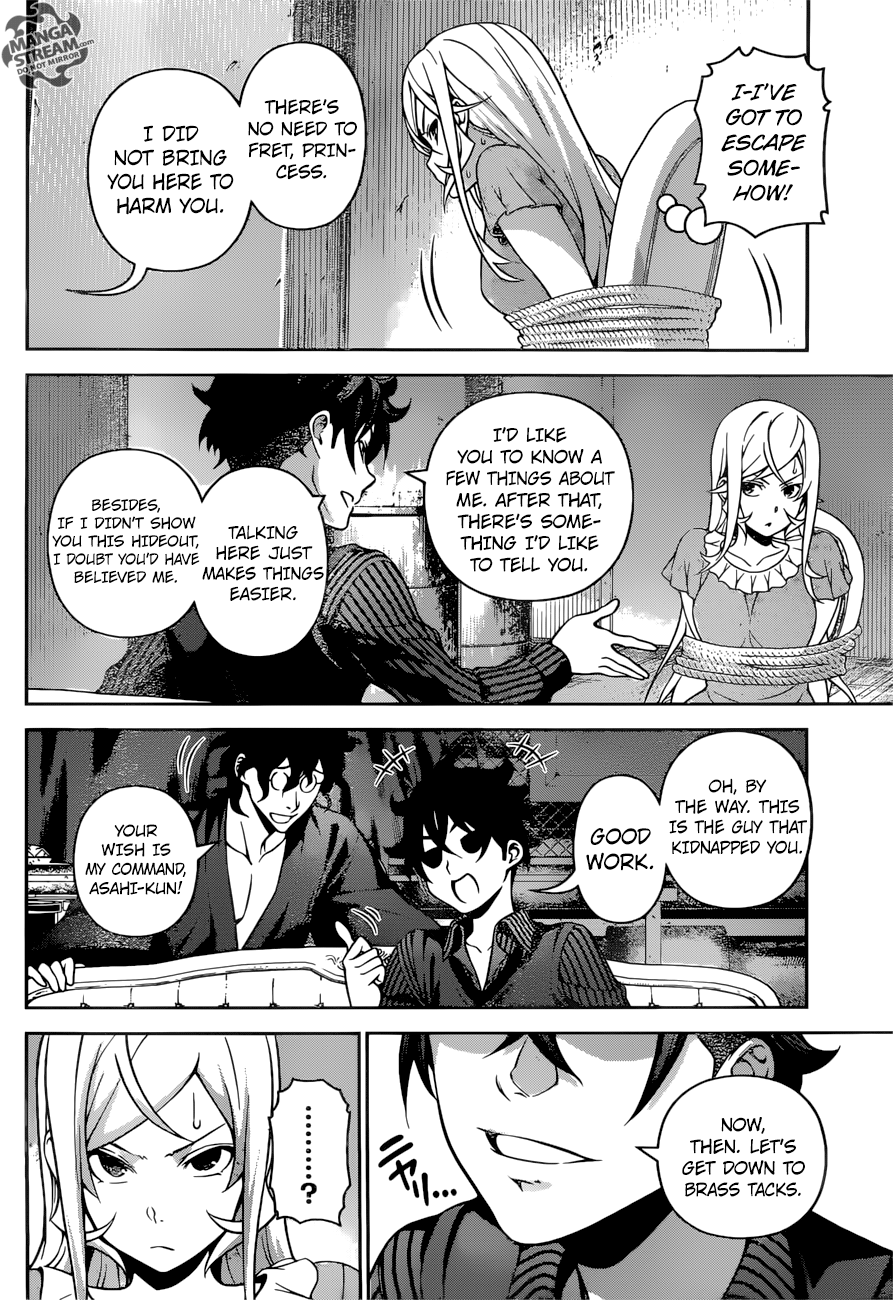 MANGA
STREAM.com
DO NOT MIRROR
I-I'VE
GOT TO
ESCAPE
SOME-
HOW!
THERE'S
NO NEED TO
FRET, PRIN-
CESS.
I DID
NOT BRING
YOU HERE TO
HARM YOU.
I'D LIKE
YOU TO KNOW
A FEW THINGS ABOUT
ME. AFTER THAT,
THERE'S SOME-
THING I'D LIKE
TO TELL YOU.
TALKING
HERE JUST
MAKES THINGS
EASIER.
BESIDES,
IF I DIDN'T SHOW
YOU THIS HIDEOUT,
I DOUBT YOU'D HAVE
BELIEVED ME.
OH, BY
THE WAY. THIS
IS THE GUY THAT
KIDNAPPED YOU.
GOOD
WORK.
YOUR
WISH IS
MY COMMAND,
ASAHI-KUN!
NOW,
THEN. LET'S
GET DOWN TO
BRASS TACKS.
ニヤリ...
.........?